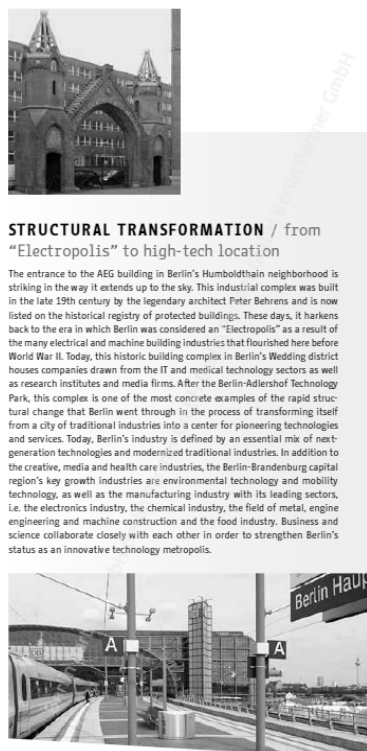 STRUCTURAL TRANSFORMATION / from
“Electropolis” to high-tech location
The entrance to the AEG building in Berlin’s Humboldthain neighborhood is
striking in the way it extends up to the sky. This industrial complex was built
in the late 19th century by the legendary architect Peter Behrens and is now
listed on the historical registry of protected buildings. These days, it harkens
back to the era in which Berlin was considered an “Electropolis” as a result of
the many electrical and machine building industries that flourished here before
World War II. Today, this historic building complex in Berlin’s Wedding district
houses companies drawn from the IT and medical technology sectors as well
as research institutes and media firms. After the Berlin-Adlershof Technology
Park, this complex is one of the most concrete examples of the rapid struc-
tural change that Berlin went through in the process of transforming itself
from a city of traditional industries into a center for pioneering technologies
and services. Today, Berlin’s industry is defined by an essential mix of next-
generation technologies and modernized traditional industries. In addition to
the creative, media and health care industries, the Berlin-Brandenburg capital
region’s key growth industries are environmental technology and mobility
technology, as well as the manufacturing industry with its leading sectors,
i.e. the electronics industry, the chemical industry, the field of metal, engine
engineering and machine construction and the food industry. Business and
science collaborate closely with each other in order to strengthen Berlin’s
status as an innovative technology metropolis.
Berlin Partner GmbH
Berlin Haup
A
A
DB